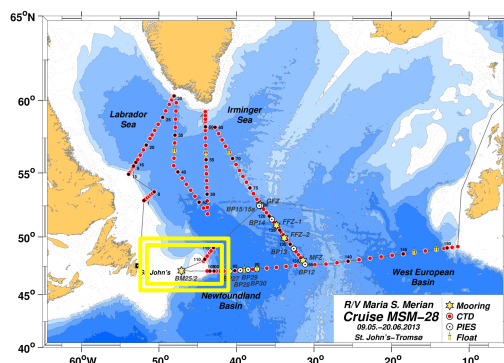 65°N
60°
55°
50°
45°
40°
Labrador
Sea
Irminger
Sea
GFZ
BP15/15a
BP14
FFZ-1
FFZ-2
BP13
MFZ
BP12
St. John's
BM25/2
BP29
BP28
BP30
Newfoundland
Basin
West European
Basin
R/V Maria S. Merian
Cruise MSM-28
09.05.-20.06.2013
St. John's-Tromsø
Mooring
CTD
PIES
Float
60°W
50°
40°
30°
20°
10°